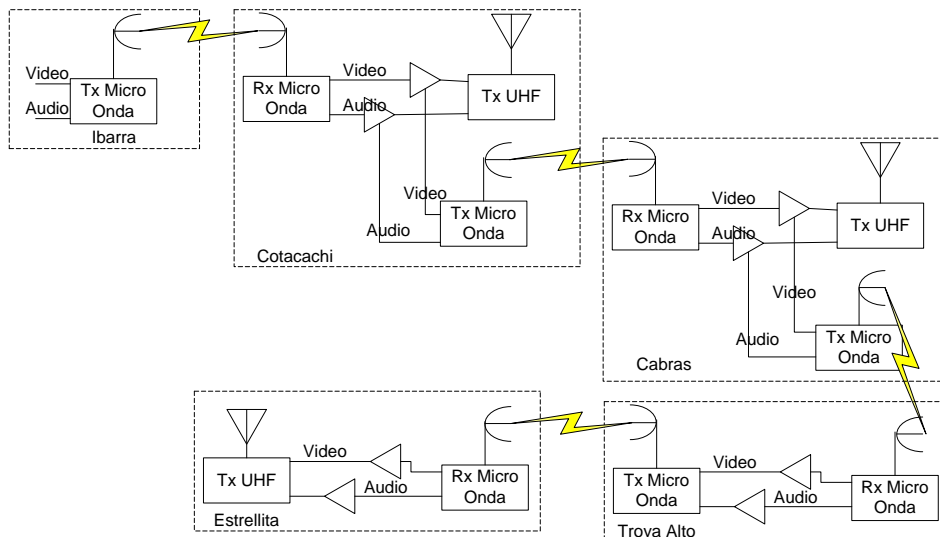 Video
Audio
Tx Micro
Onda
Ibarra
Rx Micro
Onda
Video
Audio
Tx UHF
Video
Audio
Tx Micro
Onda
Cotacachi
Rx Micro
Onda
Video
Audio
Tx UHF
Video
Audio
Tx Micro
Onda
Cabras
Tx UHF
Video
Audio
Rx Micro
Onda
Estrellita
Tx Micro
Onda
Video
Audio
Rx Micro
Onda
Troya Alto